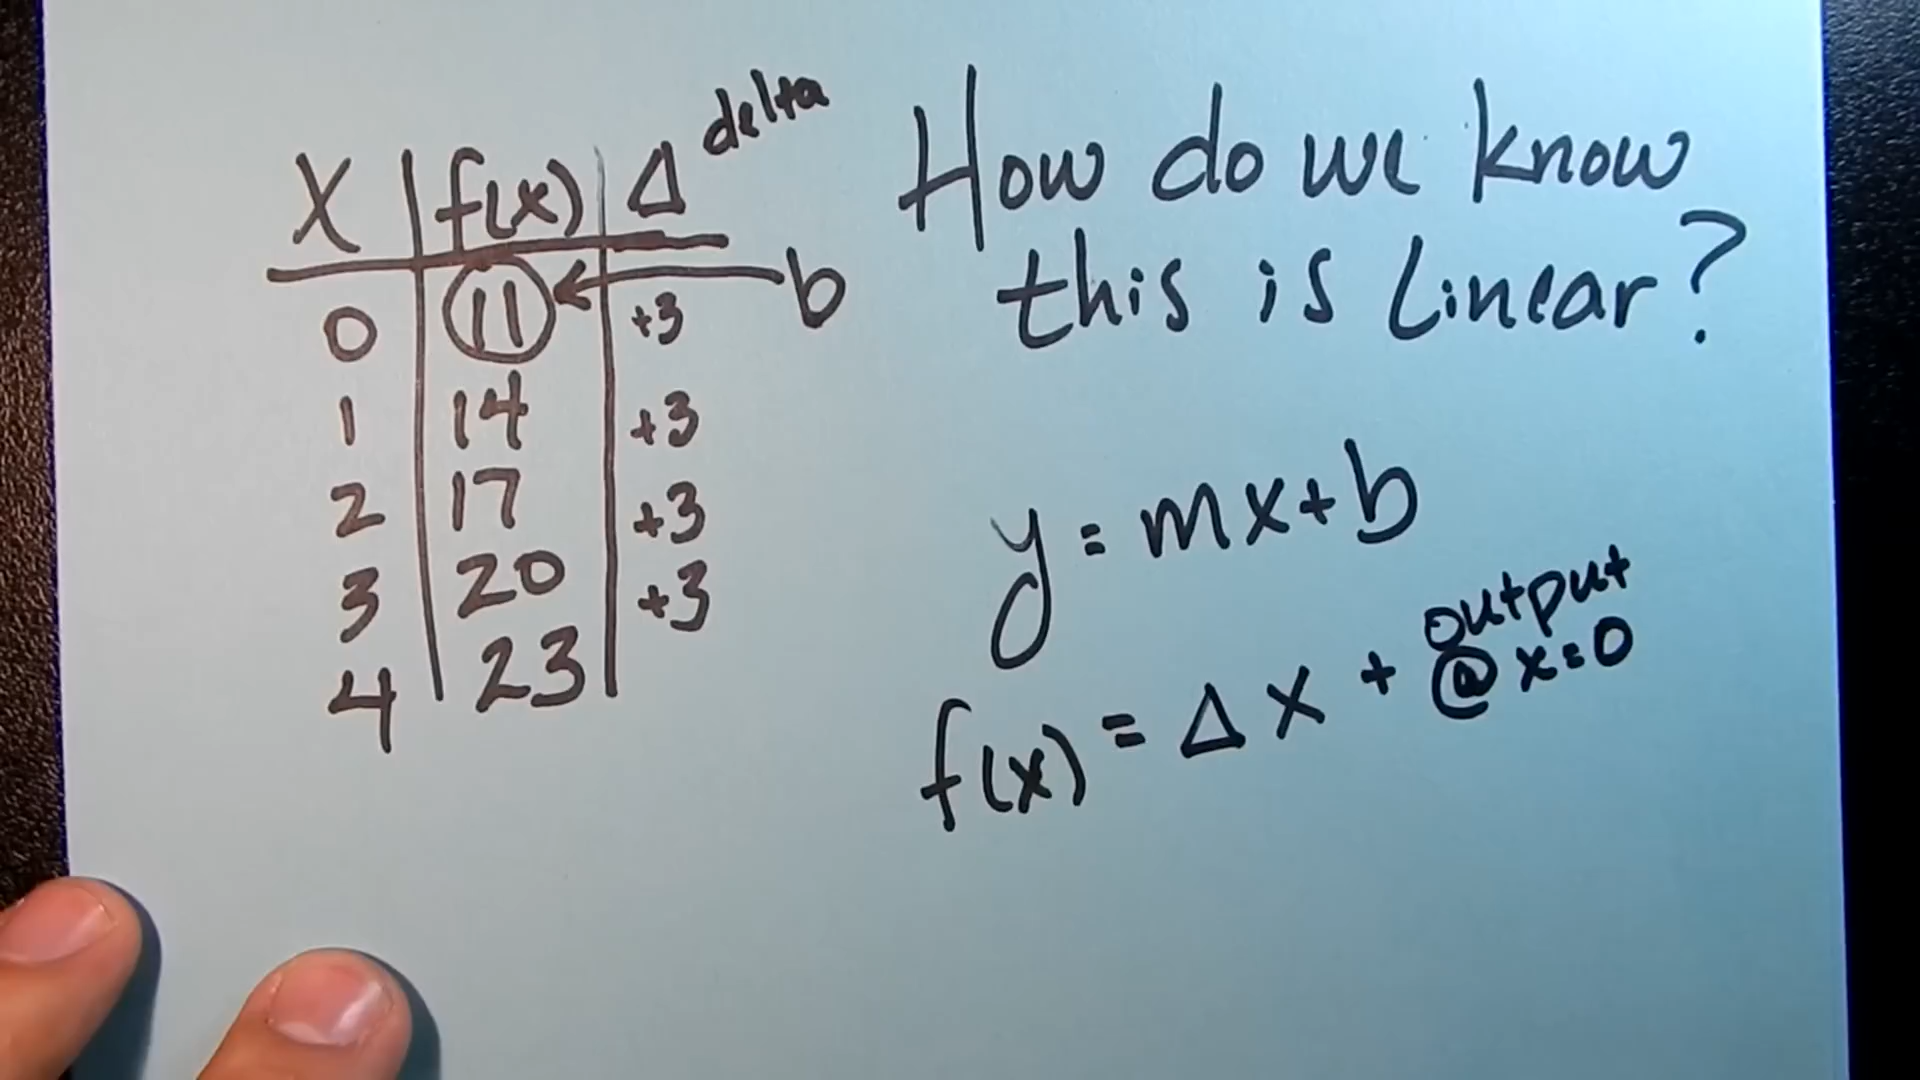 X f(x) Δ delta
0 11 +3 b
1 14 +3
2 17 +3
3 20 +3
4 23
How do we know
this is Linear?
y = mx+b
f(x) = Δ X + output
@ x=0